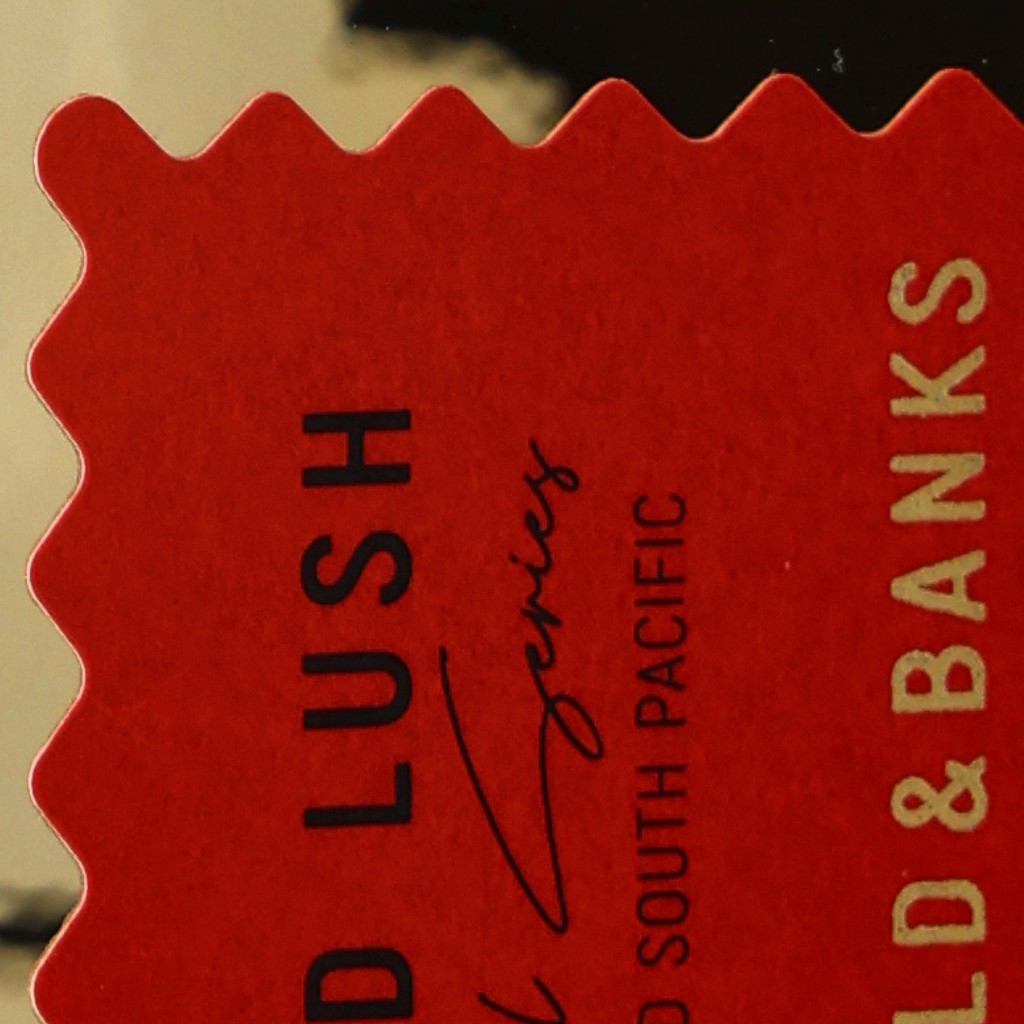 D LUSH
Series
D SOUTH PACIFIC
LD & BANKS